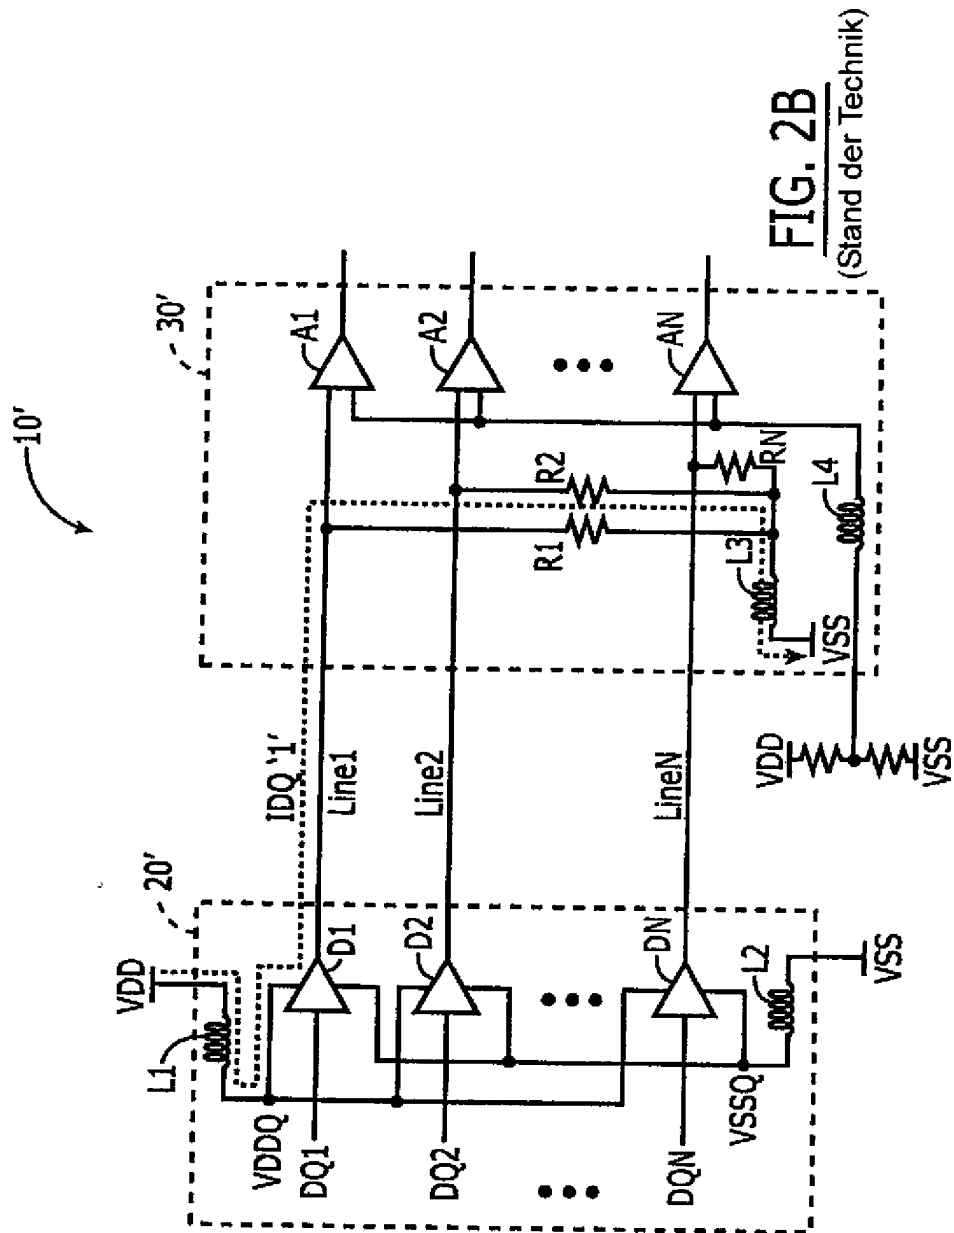 10'
20'
30'
VDD
L1
VDDQ
DQ1
D1
IDQ '1'
Line1
A1
DQ2
D2
Line2
A2
R1
R2
DQN
DN
LineN
AN
RN
VSSQ
L2
VSS
L3
VSS
L4
VDD
VSS
FIG. 2B
(Stand der Technik)